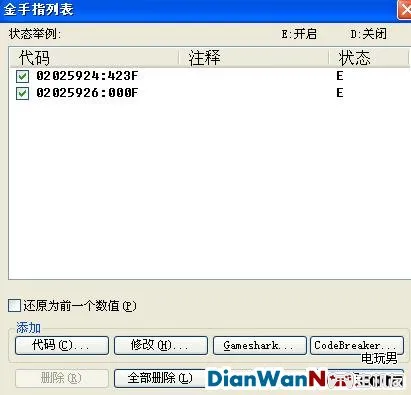 金手指列表
状态举例: E:开启 D:关闭
代码 注释 状态
02025924:423F E
02025926:000F E
还原为前一个数值(P)
添加
代码(C)... 修改(M)... Gameshark... CodeBreaker...
电玩男
删除(R) 全部删除(L)